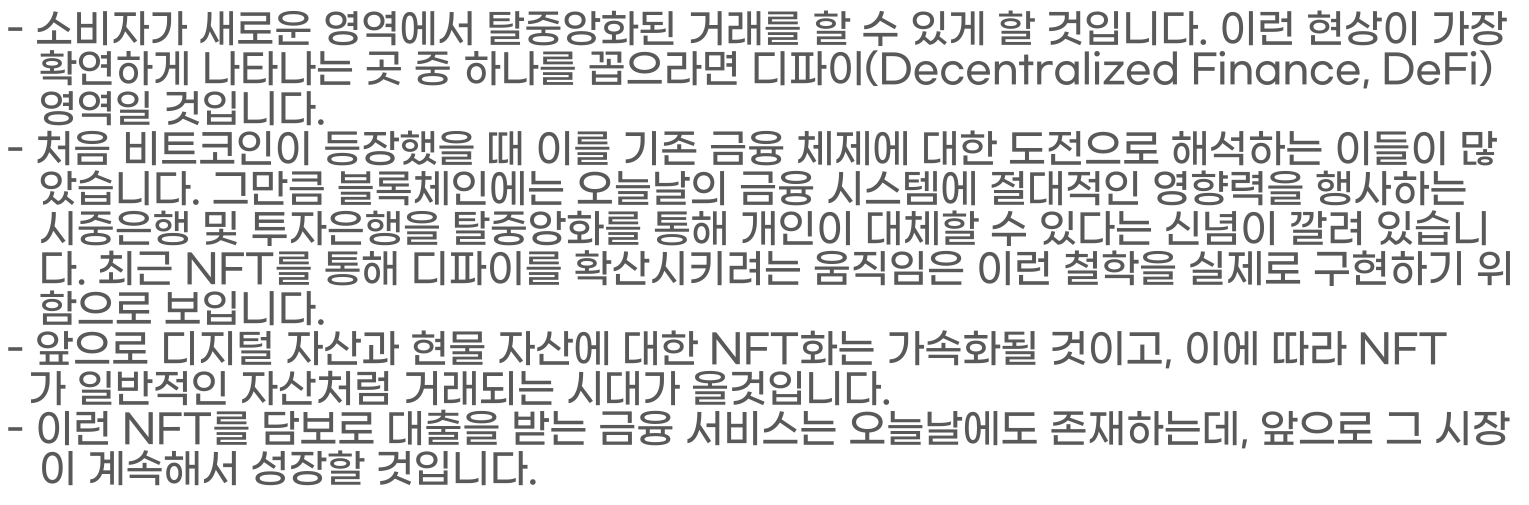 - 소비자가 새로운 영역에서 탈중앙화된 거래를 할 수 있게 할 것입니다. 이런 현상이 가장
확연하게 나타나는 곳 중 하나를 꼽으라면 디파이(Decentralized Finance, DeFi)
영역일 것입니다.
- 처음 비트코인이 등장했을 때 이를 기존 금융 체제에 대한 도전으로 해석하는 이들이 많
았습니다. 그만큼 블록체인에는 오늘날의 금융 시스템에 절대적인 영향력을 행사하는
시중은행 및 투자은행을 탈중앙화를 통해 개인이 대체할 수 있다는 신념이 깔려 있습니
다. 최근 NFT를 통해 디파이를 확산시키려는 움직임은 이런 철학을 실제로 구현하기 위
함으로 보입니다.
- 앞으로 디지털 자산과 현물 자산에 대한 NFT화는 가속화될 것이고, 이에 따라 NFT
가 일반적인 자산처럼 거래되는 시대가 올것입니다.
- 이런 NFT를 담보로 대출을 받는 금융 서비스는 오늘날에도 존재하는데, 앞으로 그 시장
이 계속해서 성장할 것입니다.